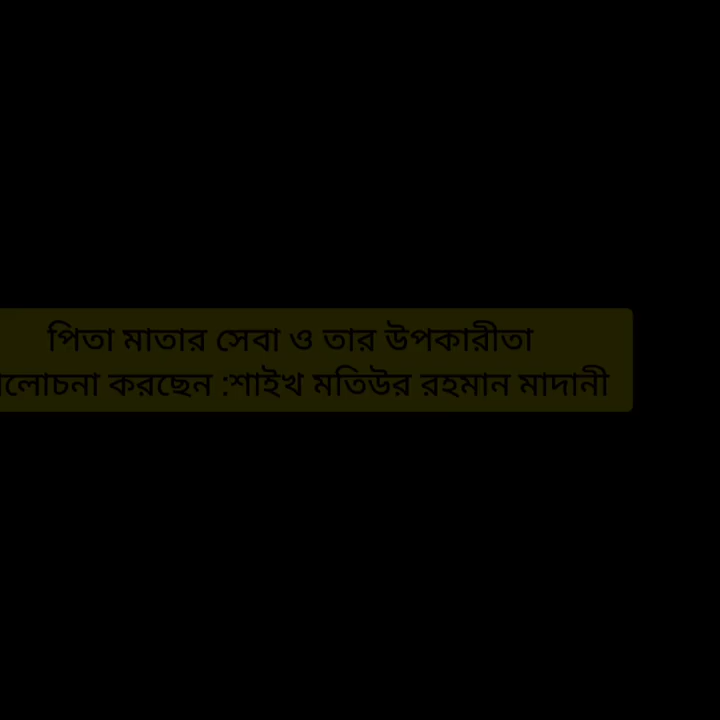 পিতা মাতার সেবা ও তার উপকারীতা
লোচনা করছেন :শাইখ মতিউর রহমান মাদানী